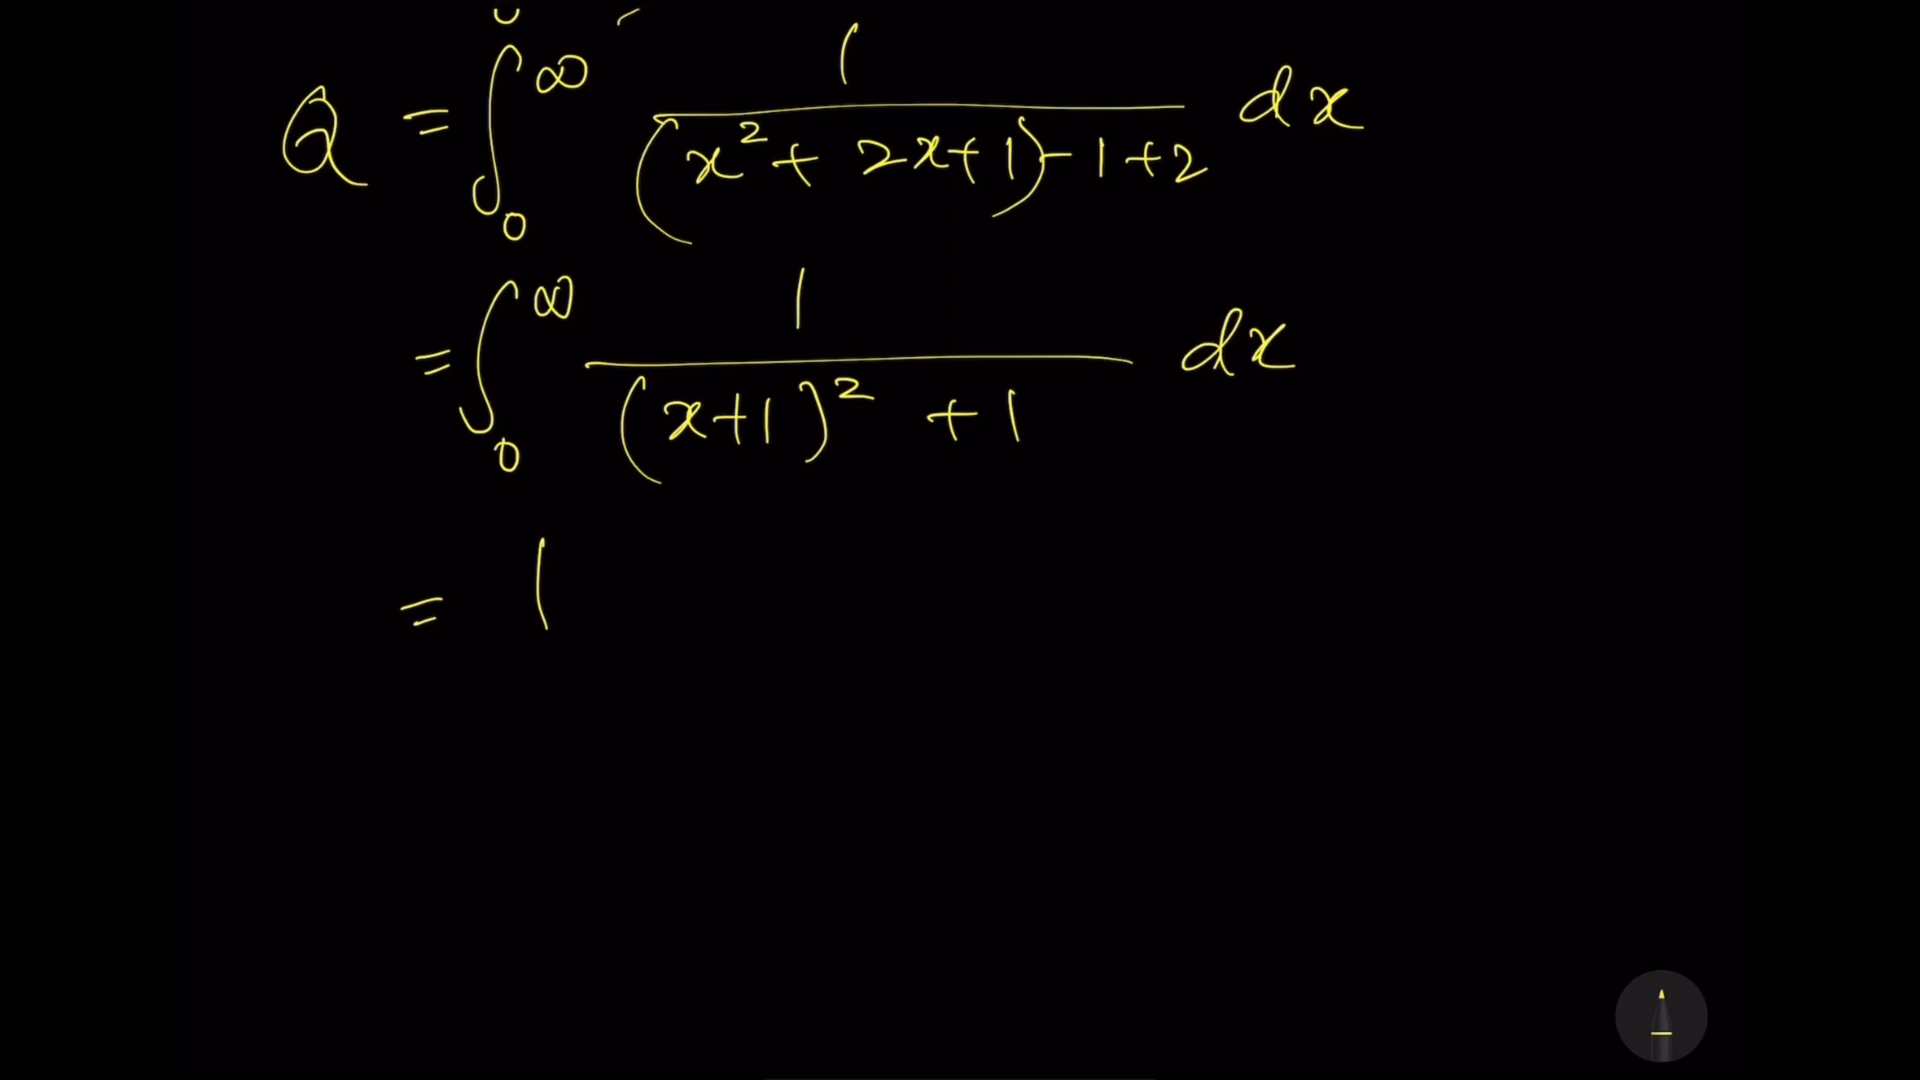 Q = ∫₀^∞ 1/((x² + 2x + 1) - 1 + 2) dx
= ∫₀^∞ 1/((x+1)² + 1) dx
=